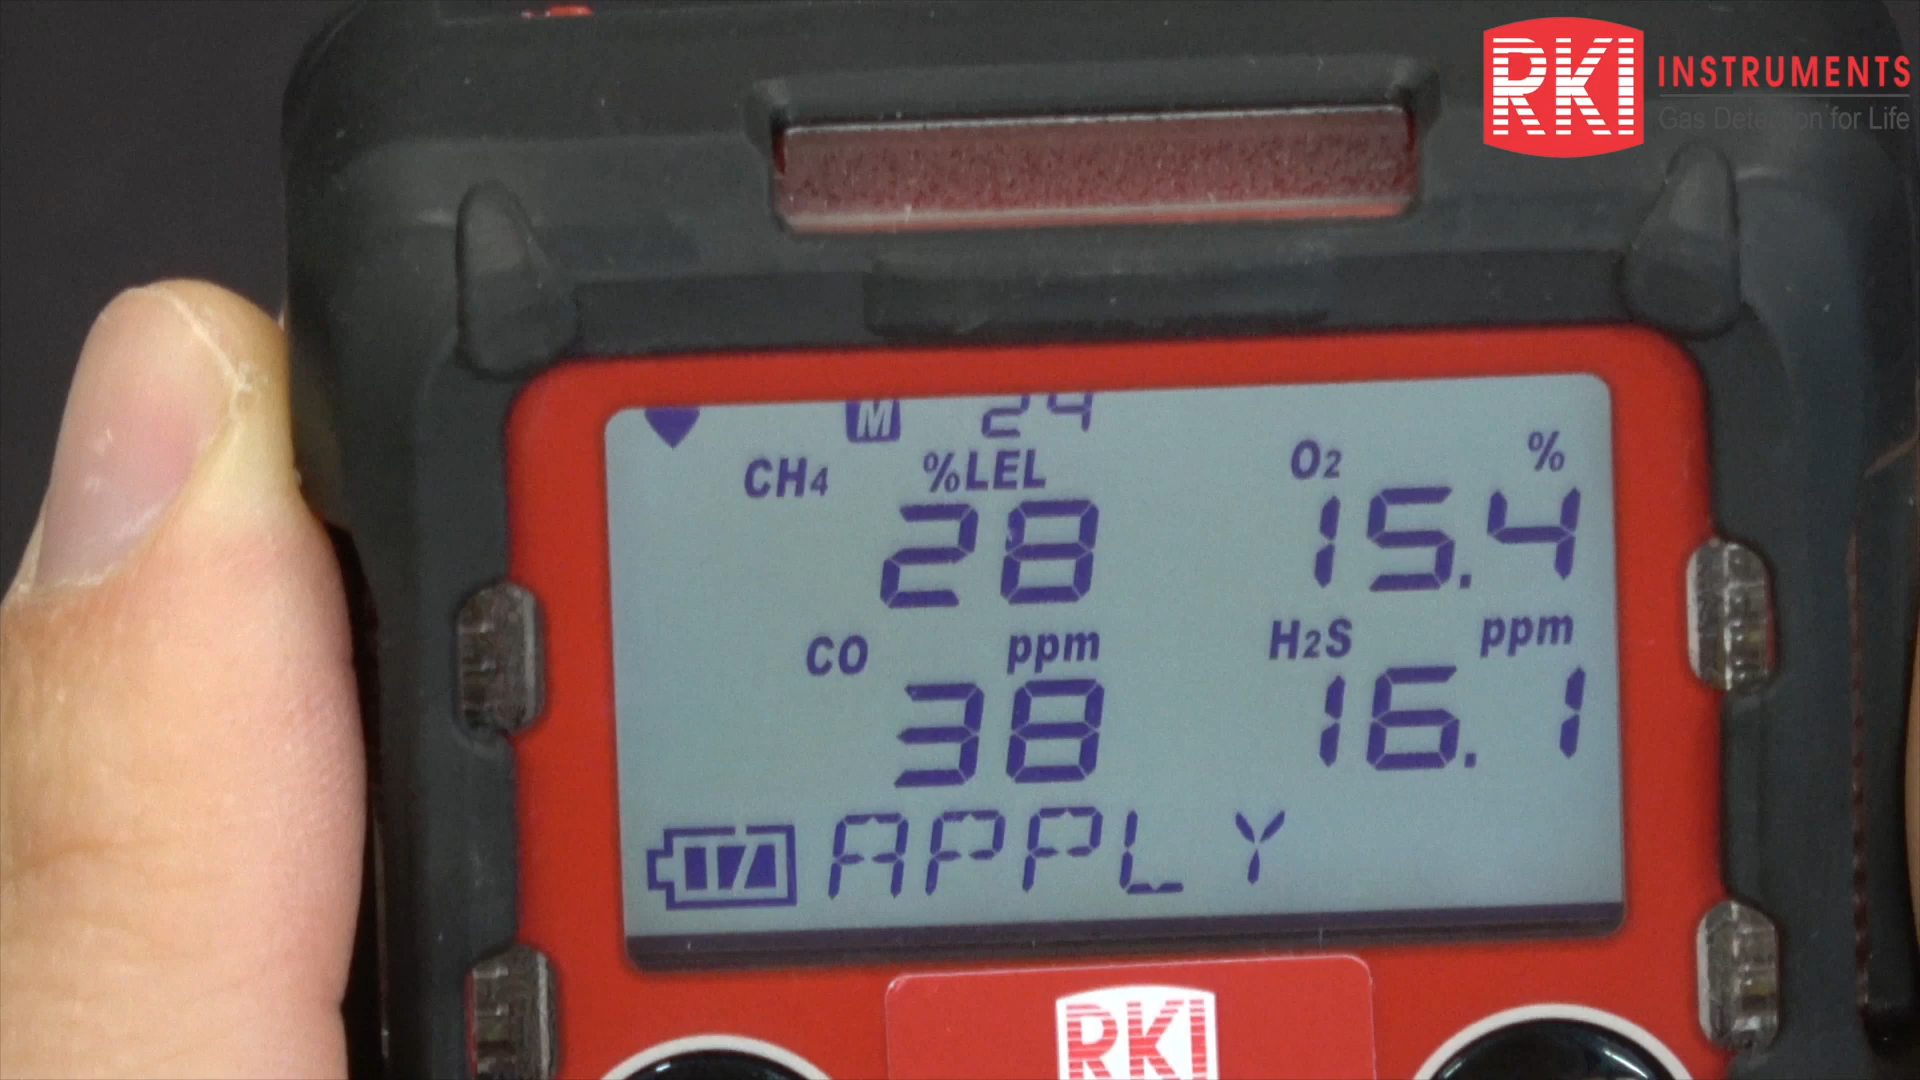 RKI INSTRUMENTS
Gas Detection for Life
M 24
CH4 %LEL O2 %
28 15.4
CO ppm H2S ppm
38 16.1
APPLY
RKI